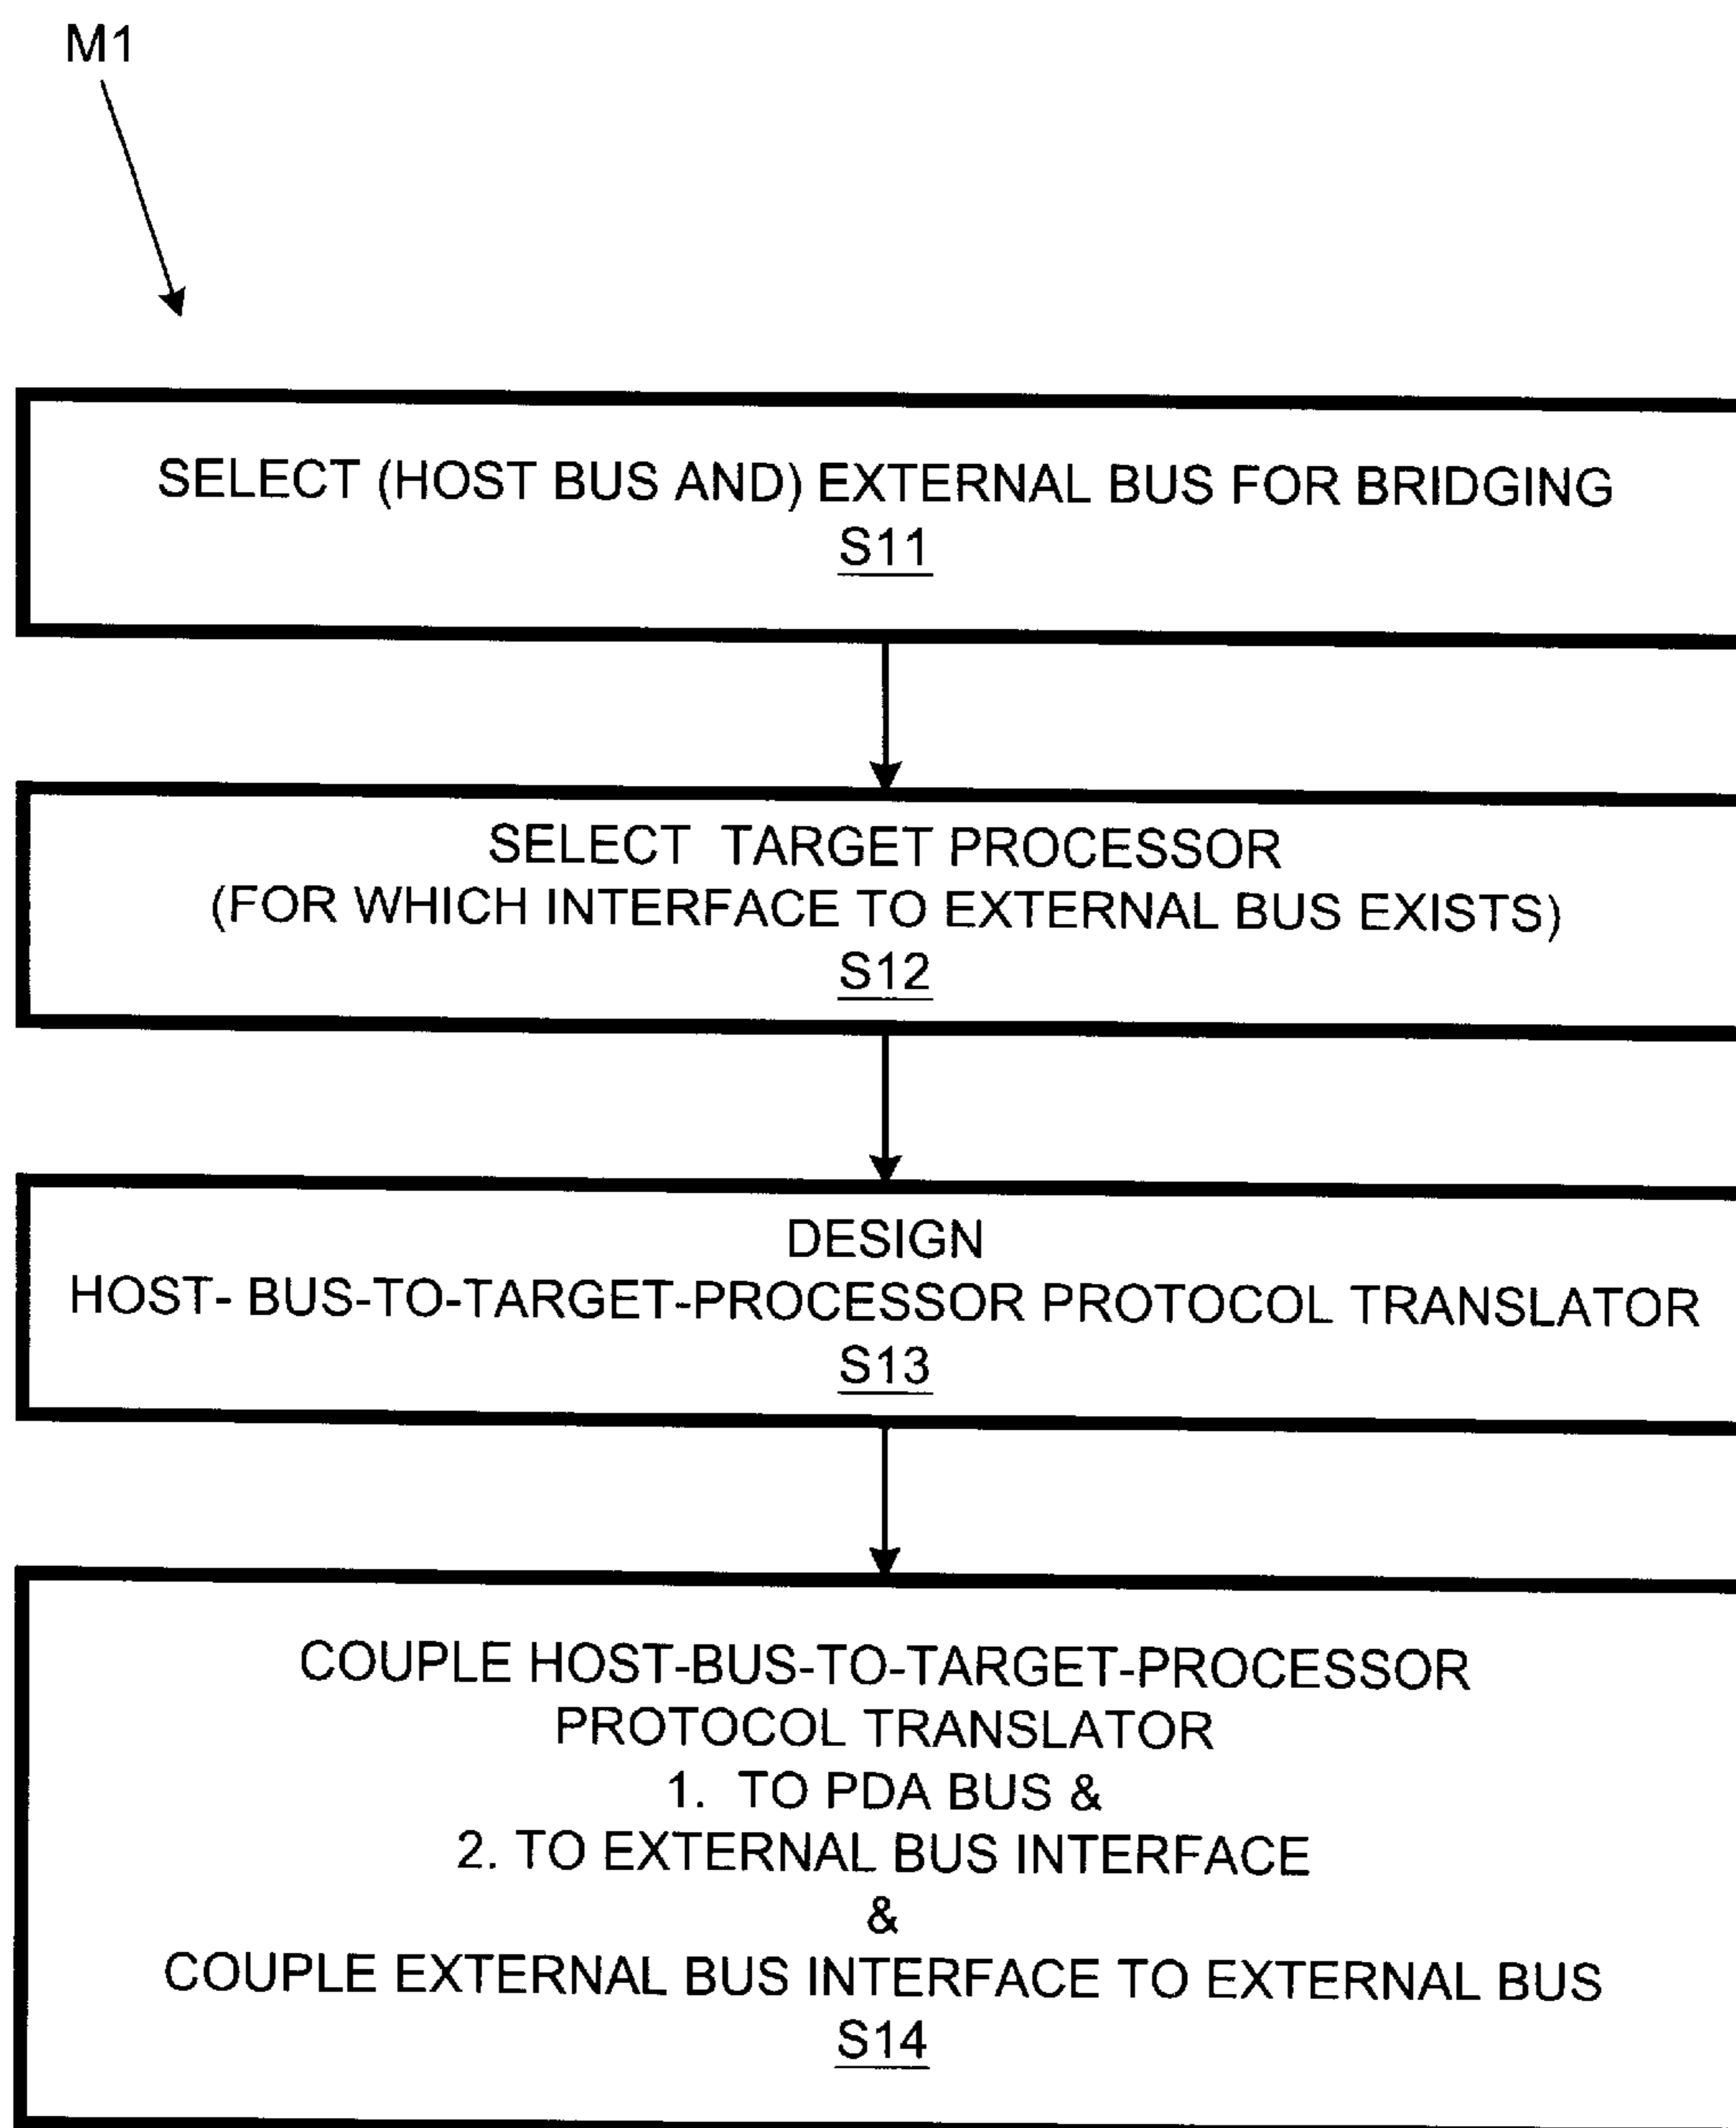 M1
SELECT (HOST BUS AND) EXTERNAL BUS FOR BRIDGING
S11
SELECT TARGET PROCESSOR
(FOR WHICH INTERFACE TO EXTERNAL BUS EXISTS)
S12
DESIGN
HOST- BUS-TO-TARGET-PROCESSOR PROTOCOL TRANSLATOR
S13
COUPLE HOST-BUS-TO-TARGET-PROCESSOR
PROTOCOL TRANSLATOR
1. TO PDA BUS &
2. TO EXTERNAL BUS INTERFACE
&
COUPLE EXTERNAL BUS INTERFACE TO EXTERNAL BUS
S14